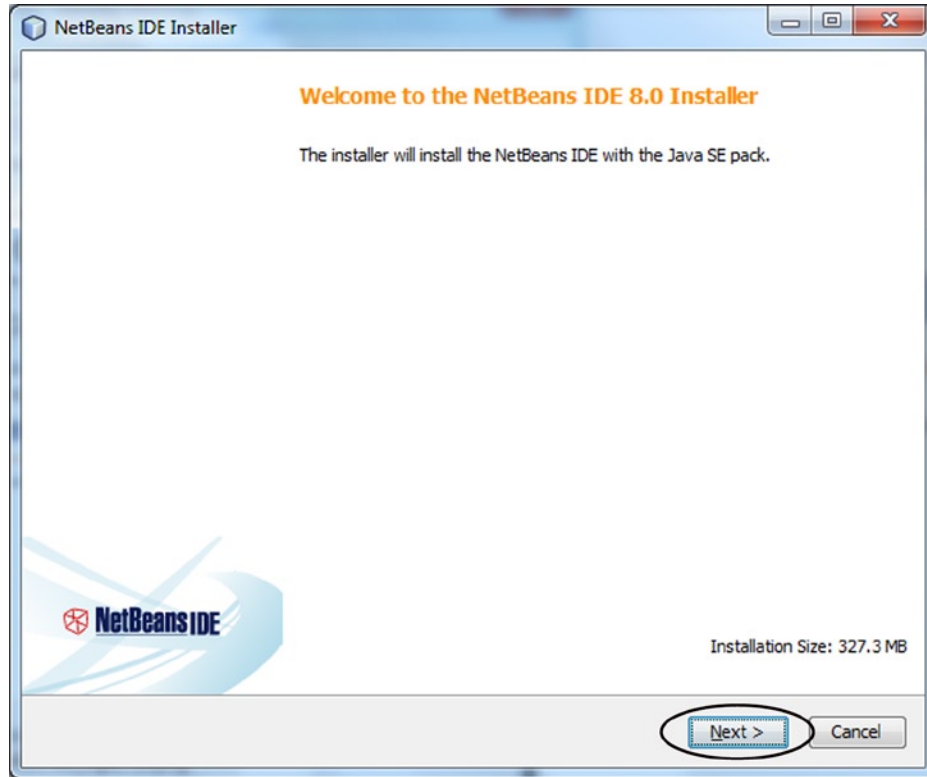 NetBeans IDE Installer
Welcome to the NetBeans IDE 8.0 Installer
The installer will install the NetBeans IDE with the Java SE pack.
NetBeans IDE
Installation Size: 327.3 MB
Next >
Cancel